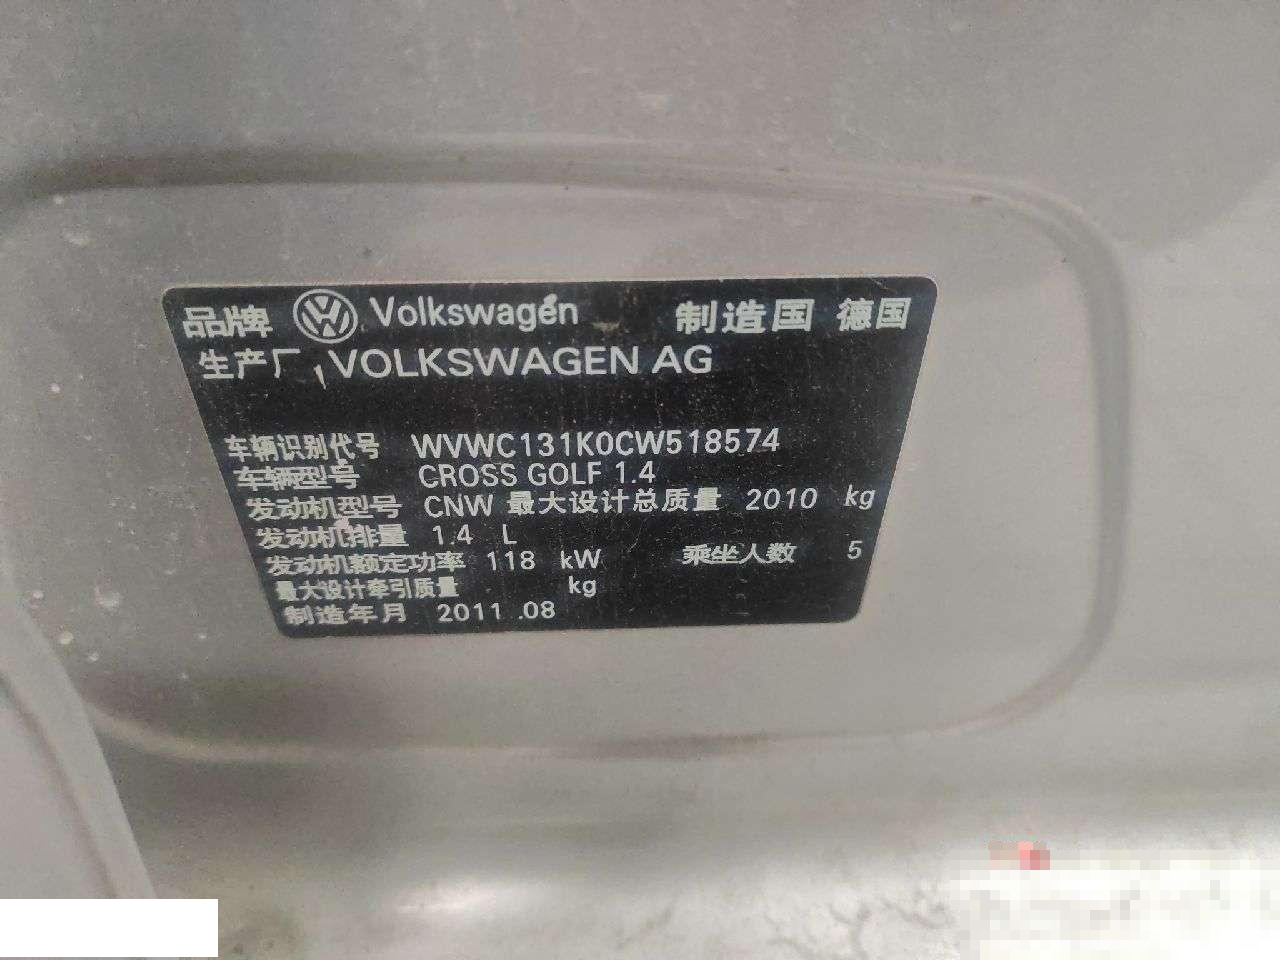 品牌 Volkswagen 制造国 德国
生产厂 VOLKSWAGEN AG
车辆识别代号 WVWC131K0CW518574
车辆型号 CROSS GOLF 1.4
发动机型号 CNW 最大设计总质量 2010 kg
发动机排量 1.4 L
发动机额定功率 118 kW 乘坐人数 5
最大设计牵引质量 kg
制造年月 2011 .08